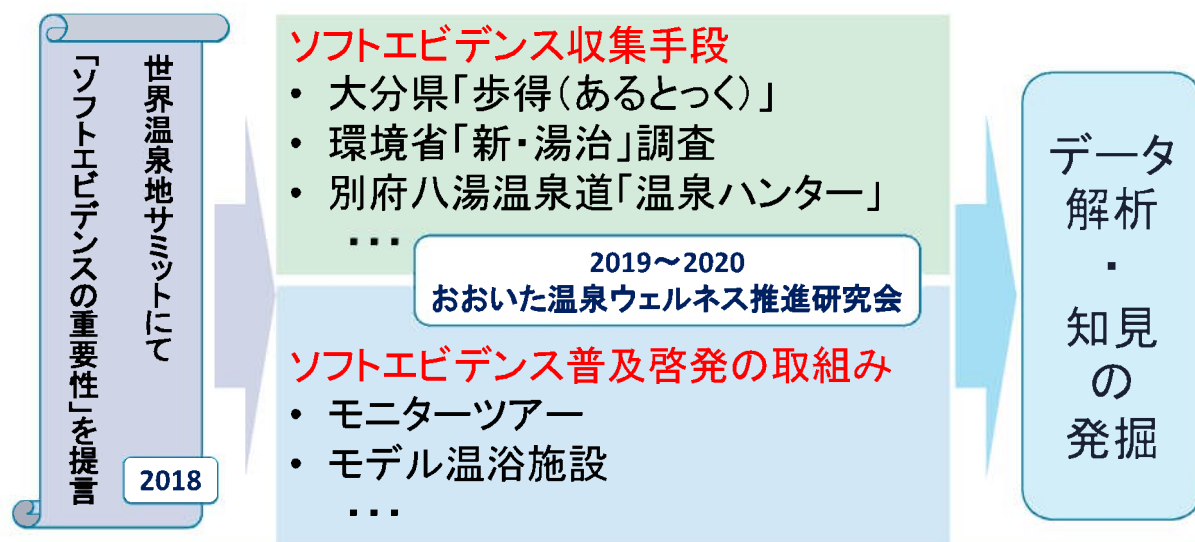 世界温泉地サミットにて
「ソフトエビデンスの重要性」を提言
2018
ソフトエビデンス収集手段
• 大分県「歩得（あるとっく）」
• 環境省「新・湯治」調査
• 別府八湯温泉道「温泉ハンター」
・・・
2019～2020
おおいた温泉ウェルネス推進研究会
ソフトエビデンス普及啓発の取組み
• モニターツアー
• モデル温浴施設
・・・
データ
解析
・
知見
の
発掘